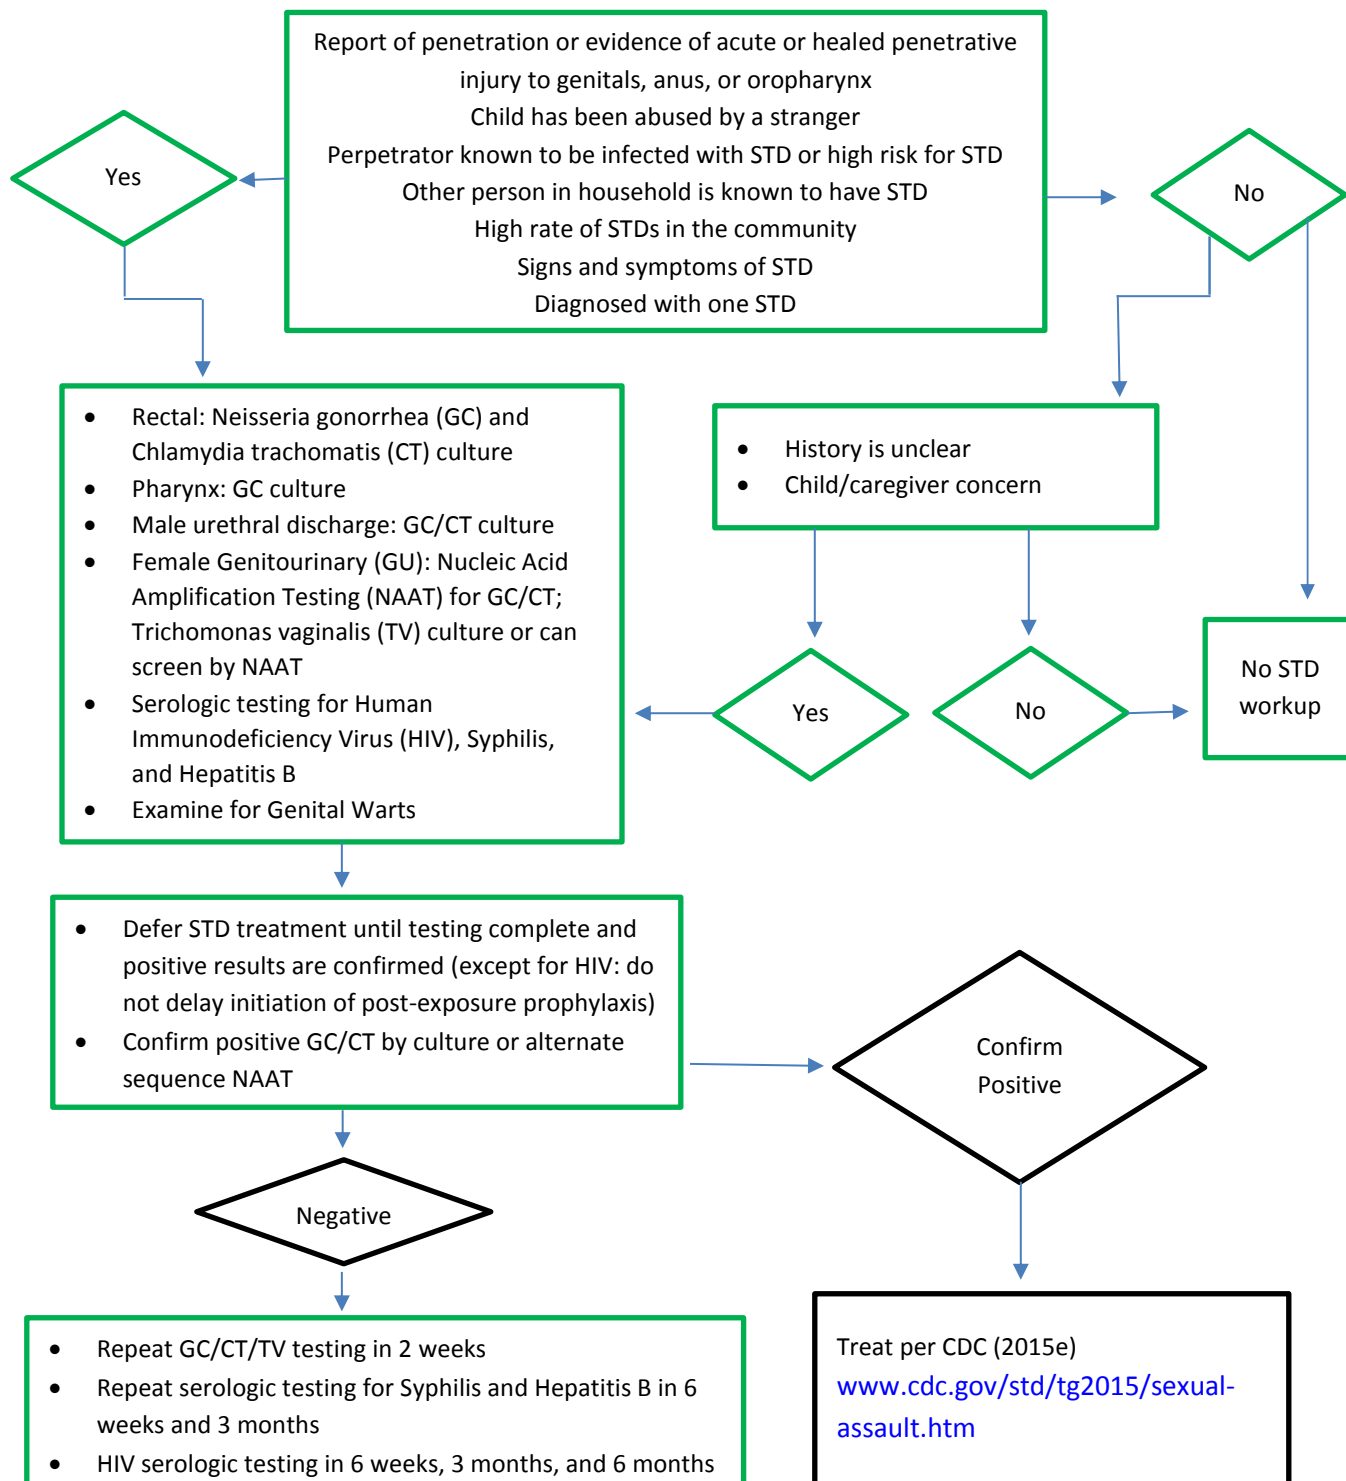 Report of penetration or evidence of acute or healed penetrative
injury to genitals, anus, or oropharynx
Child has been abused by a stranger
Perpetrator known to be infected with STD or high risk for STD
Other person in household is known to have STD
High rate of STDs in the community
Signs and symptoms of STD
Diagnosed with one STD
Yes
No
• Rectal: Neisseria gonorrhea (GC) and
Chlamydia trachomatis (CT) culture
• Pharynx: GC culture
• Male urethral discharge: GC/CT culture
• Female Genitourinary (GU): Nucleic Acid
Amplification Testing (NAAT) for GC/CT;
Trichomonas vaginalis (TV) culture or can
screen by NAAT
• Serologic testing for Human
Immunodeficiency Virus (HIV), Syphilis,
and Hepatitis B
• Examine for Genital Warts
• History is unclear
• Child/caregiver concern
Yes
No
No STD
workup
• Defer STD treatment until testing complete and
positive results are confirmed (except for HIV: do
not delay initiation of post-exposure prophylaxis)
• Confirm positive GC/CT by culture or alternate
sequence NAAT
Confirm
Positive
Negative
• Repeat GC/CT/TV testing in 2 weeks
• Repeat serologic testing for Syphilis and Hepatitis B in 6
weeks and 3 months
• HIV serologic testing in 6 weeks, 3 months, and 6 months
Treat per CDC (2015e)
www.cdc.gov/std/tg2015/sexual-
assault.htm